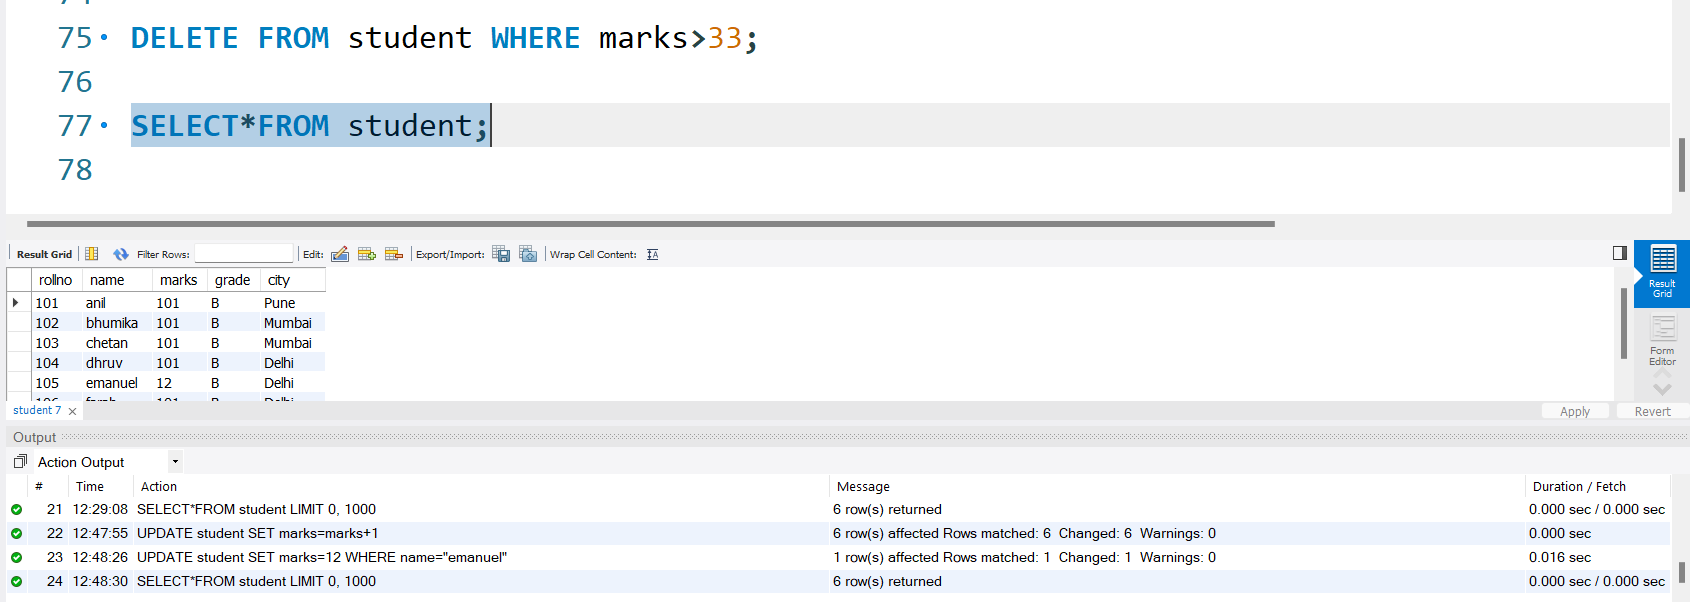 75 DELETE FROM student WHERE marks>33;
76
77 SELECT*FROM student;
78
Result Grid Filter Rows: Edit: Export/Import: Wrap Cell Content:
rollno name marks grade city
101 anil 101 B Pune
102 bhumika 101 B Mumbai
103 chetan 101 B Mumbai
104 dhruv 101 B Delhi
105 emanuel 12 B Delhi
Result Grid
Form Editor
student 7 Apply Revert
Output
Action Output
# Time Action Message Duration / Fetch
21 12:29:08 SELECT*FROM student LIMIT 0, 1000 6 row(s) returned 0.000 sec / 0.000 sec
22 12:47:55 UPDATE student SET marks=marks+1 6 row(s) affected Rows matched: 6 Changed: 6 Warnings: 0 0.000 sec
23 12:48:26 UPDATE student SET marks=12 WHERE name="emanuel" 1 row(s) affected Rows matched: 1 Changed: 1 Warnings: 0 0.016 sec
24 12:48:30 SELECT*FROM student LIMIT 0, 1000 6 row(s) returned 0.000 sec / 0.000 sec